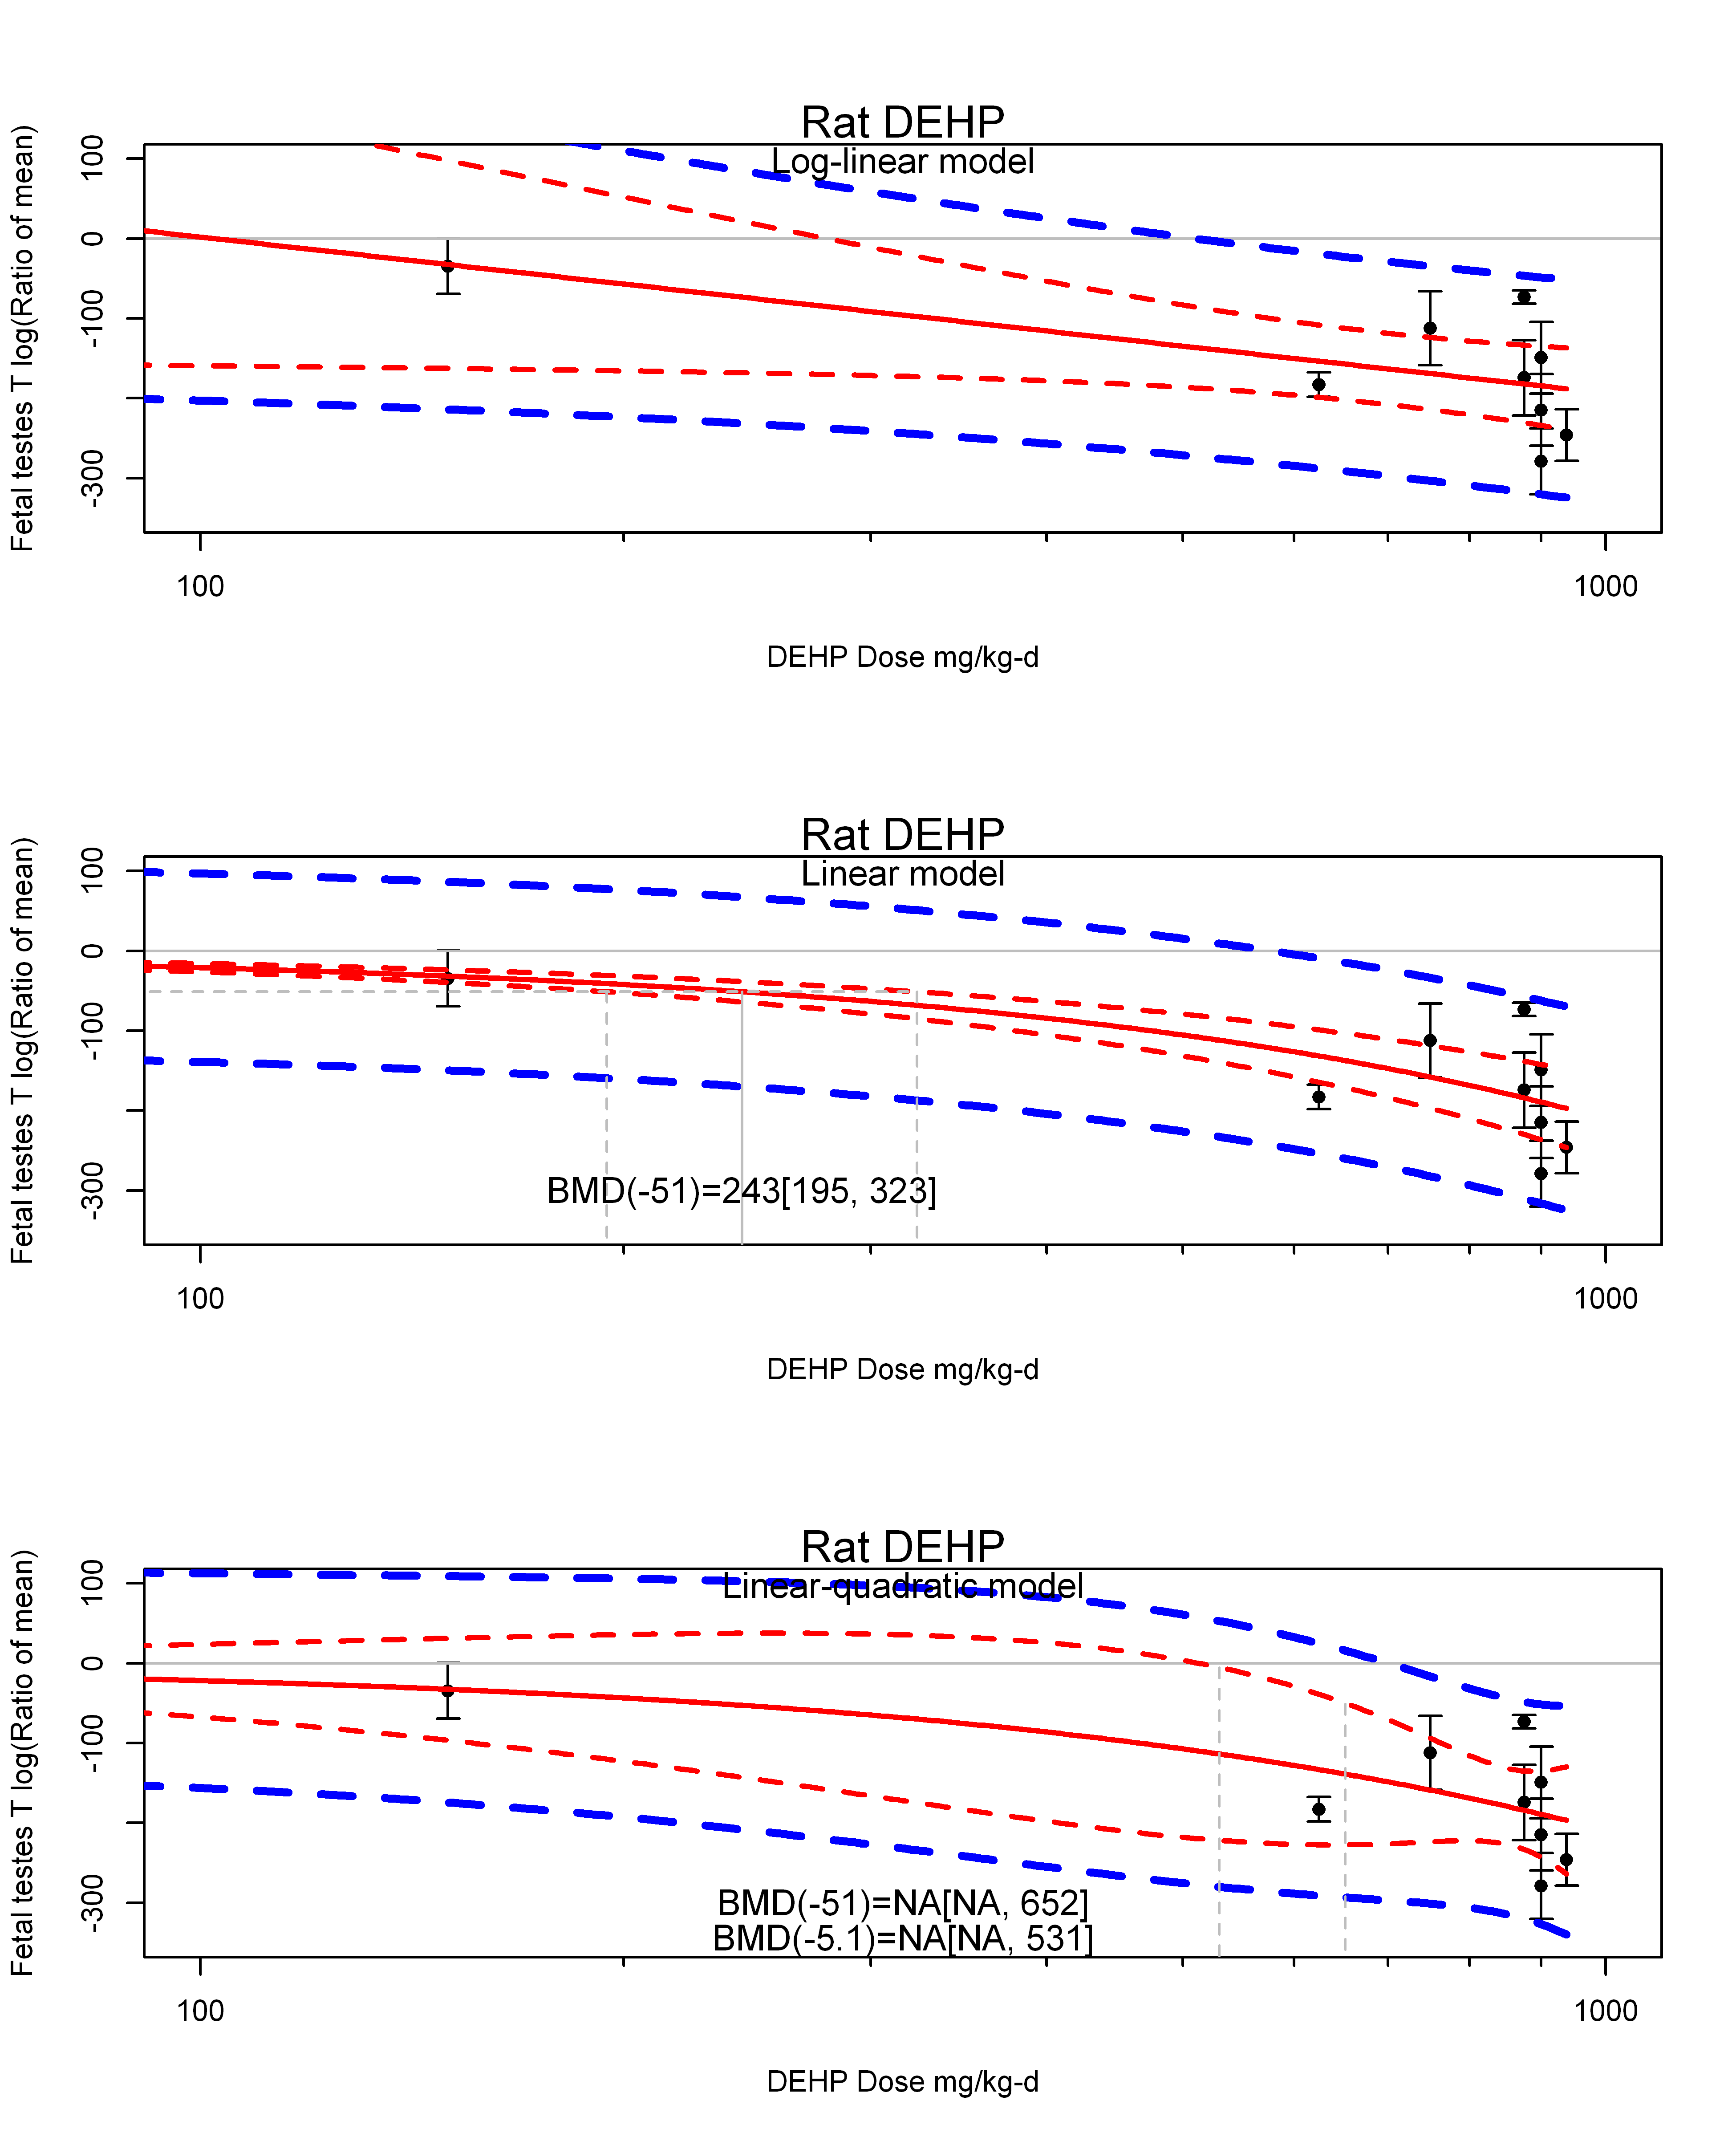 Rat DEHP
Log-linear model
Fetal testes T log(Ratio of mean)
100
0
-100
-300
100
1000
DEHP Dose mg/kg-d
Rat DEHP
Linear model
Fetal testes T log(Ratio of mean)
100
0
-100
-300
BMD(-51)=243[195, 323]
100
1000
DEHP Dose mg/kg-d
Rat DEHP
Linear-quadratic model
Fetal testes T log(Ratio of mean)
100
0
-100
-300
BMD(-51)=NA[NA, 652]
BMD(-5.1)=NA[NA, 531]
100
1000
DEHP Dose mg/kg-d